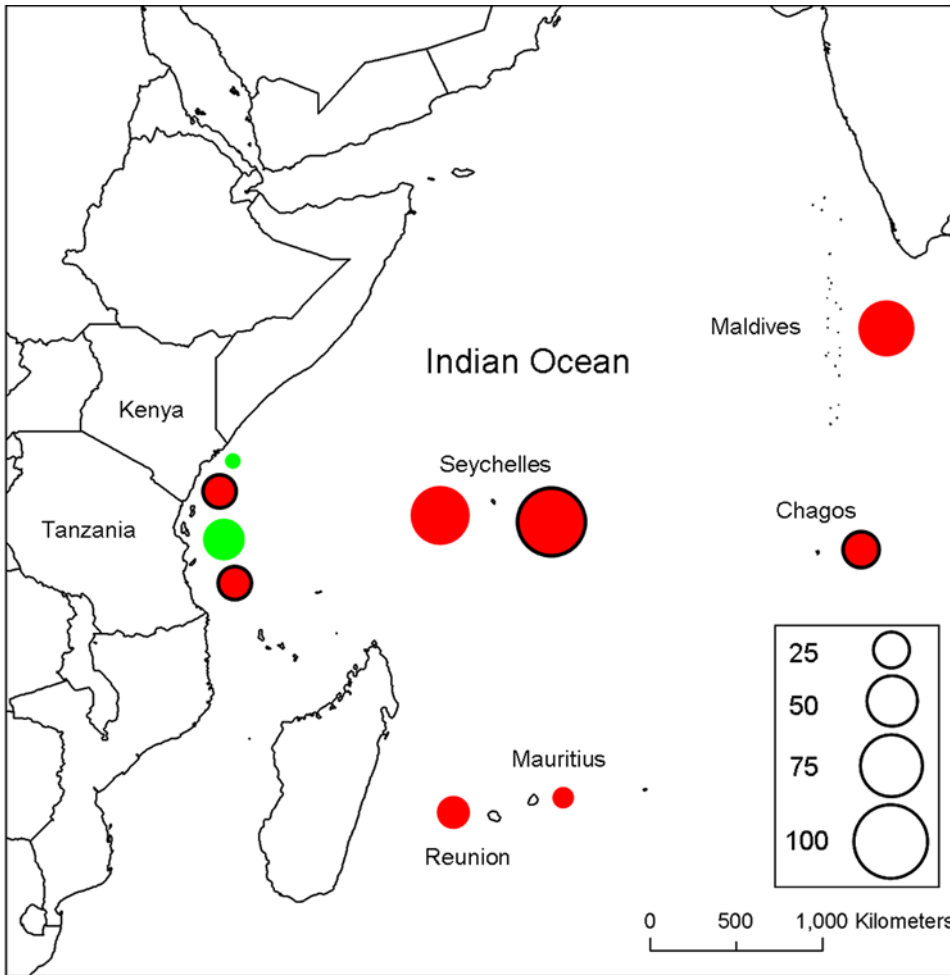 Maldives
Indian Ocean
Kenya
Seychelles
Chagos
Tanzania
25
50
75
100
Mauritius
Reunion
0 500 1,000 Kilometers